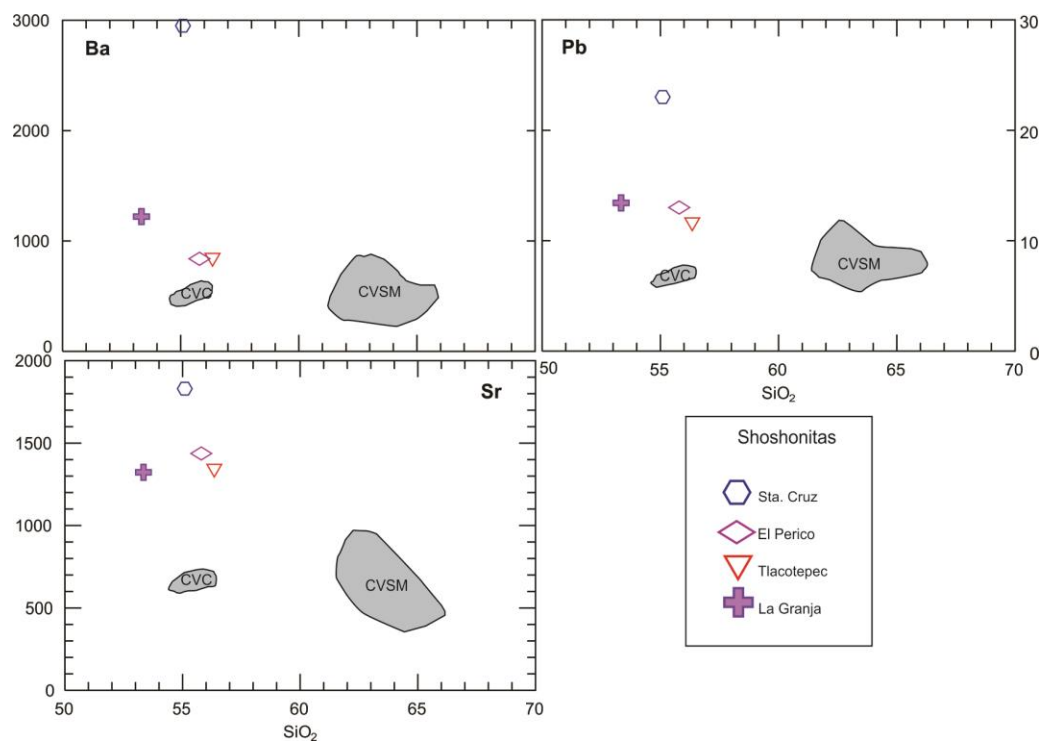 Ba
3000
2000
1000
0
CVC
CVSM
Pb
30
20
10
0
CVC
CVSM
50
55
60
65
70
SiO₂
Sr
2000
1500
1000
500
0
CVC
CVSM
50
55
60
65
70
SiO₂
Shoshonitas
Sta. Cruz
El Perico
Tlacotepec
La Granja